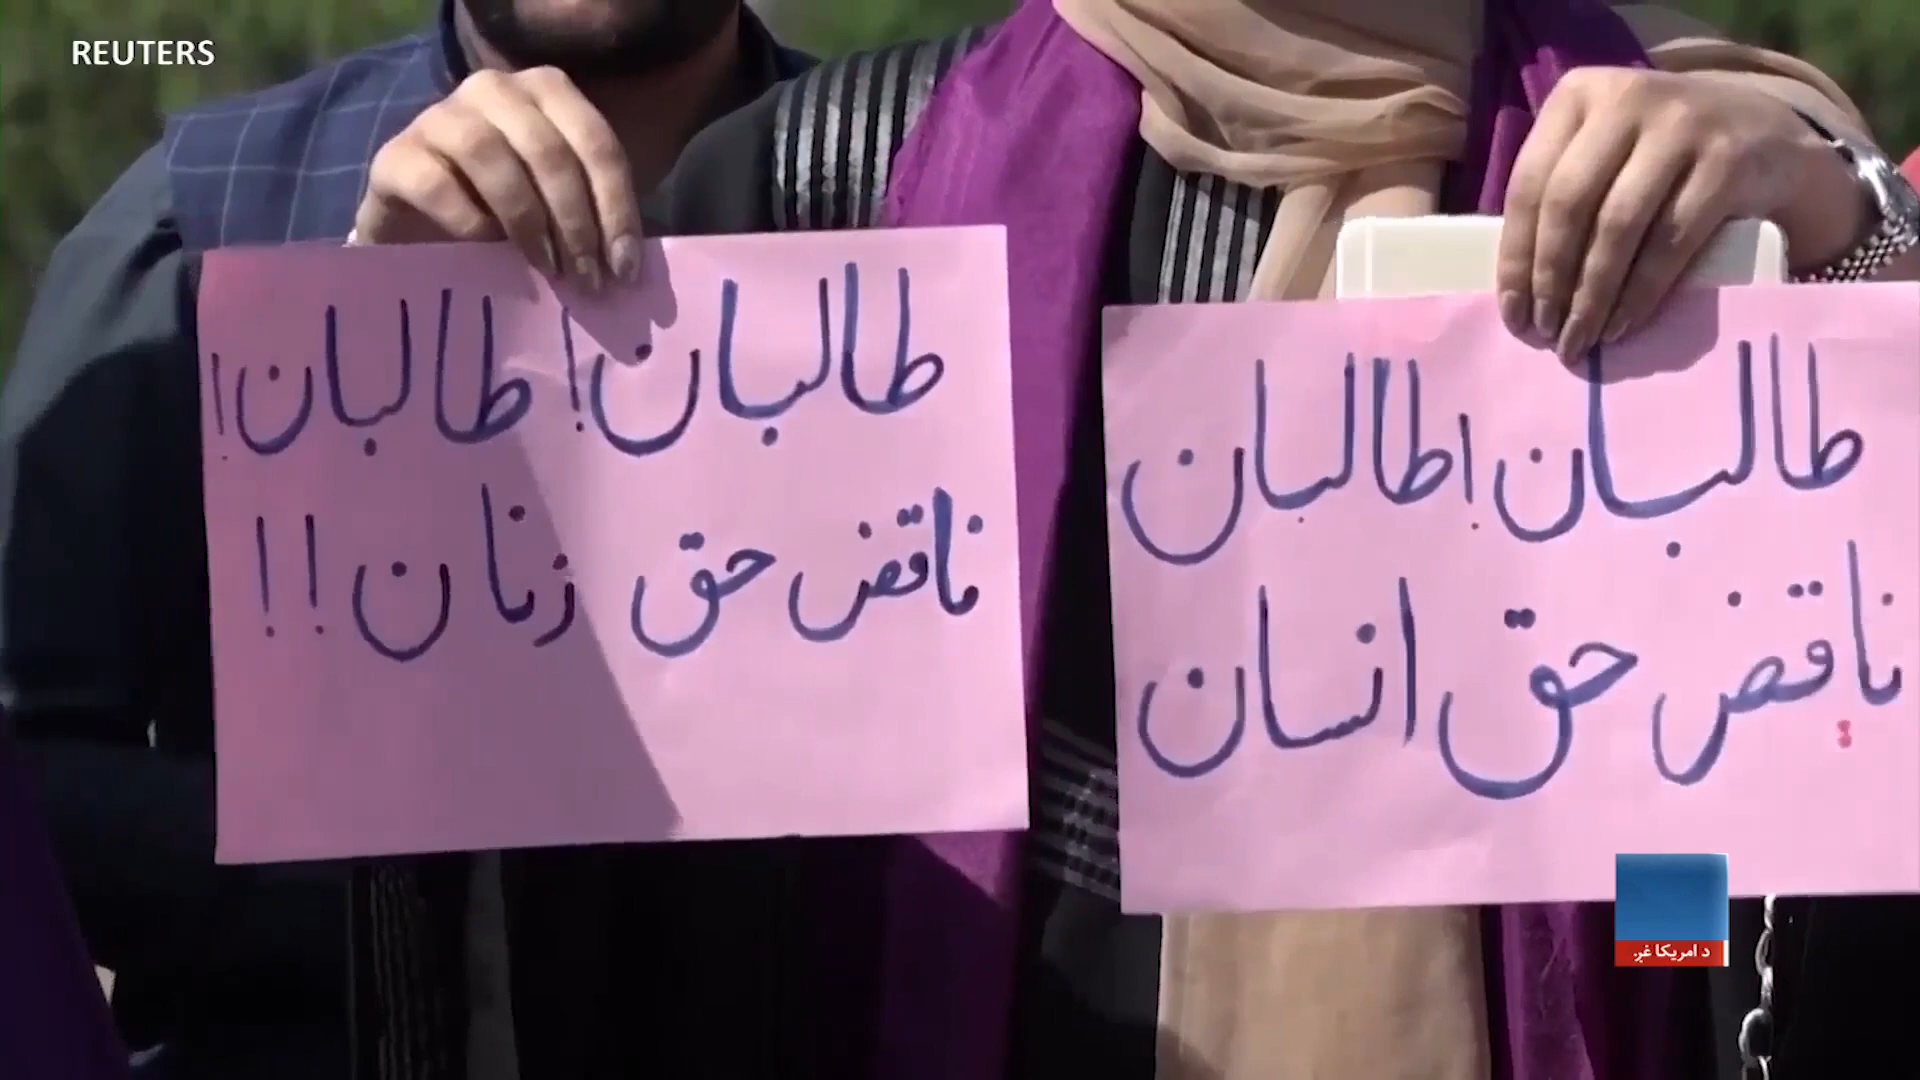 REUTERS
طالبان! طالبان!
ناقض حق زنان!!
طالبان! طالبان
ناقض حق انسان
د امریکا غږ